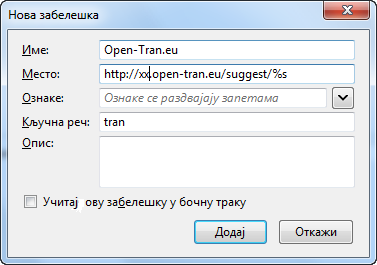 Нова забелешка
Име: Open-Tran.eu
Место: http://xx.open-tran.eu/suggest/%s
Ознаке: Ознаке се раздвајају запетама
Кључна реч: tran
Опис:
Учитај ову забелешку у бочну траку
Додај Откажи